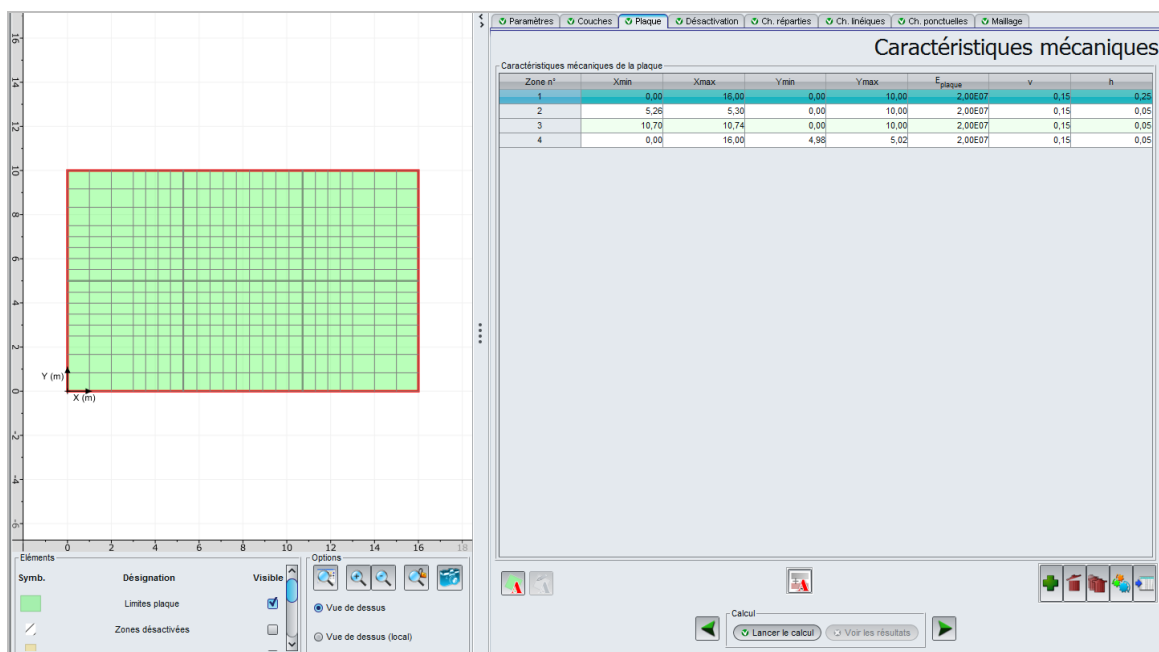 Paramètres Couches Plaque Désactivation Ch. réparties Ch. linéiques Ch. ponctuelles Maillage
Caractéristiques mécaniques
Caractéristiques mécaniques de la plaque
Zone n° Xmin Xmax Ymin Ymax E plaque ν h
1 0,00 16,00 0,00 10,00 2,00E07 0,15 0,25
2 5,26 5,30 0,00 10,00 2,00E07 0,15 0,05
3 10,70 10,74 0,00 10,00 2,00E07 0,15 0,05
4 0,00 16,00 4,98 5,02 2,00E07 0,15 0,05
16
14
12
10
8
6
4
2
0
-2
-4
-6
Y (m)
X (m)
0 2 4 6 8 10 12 14 16 18
Eléments
Symb. Désignation Visible
Limites plaque
Zones désactivées
Options
Vue de dessus
Vue de dessus (local)
Calcul
Lancer le calcul Voir les résultats